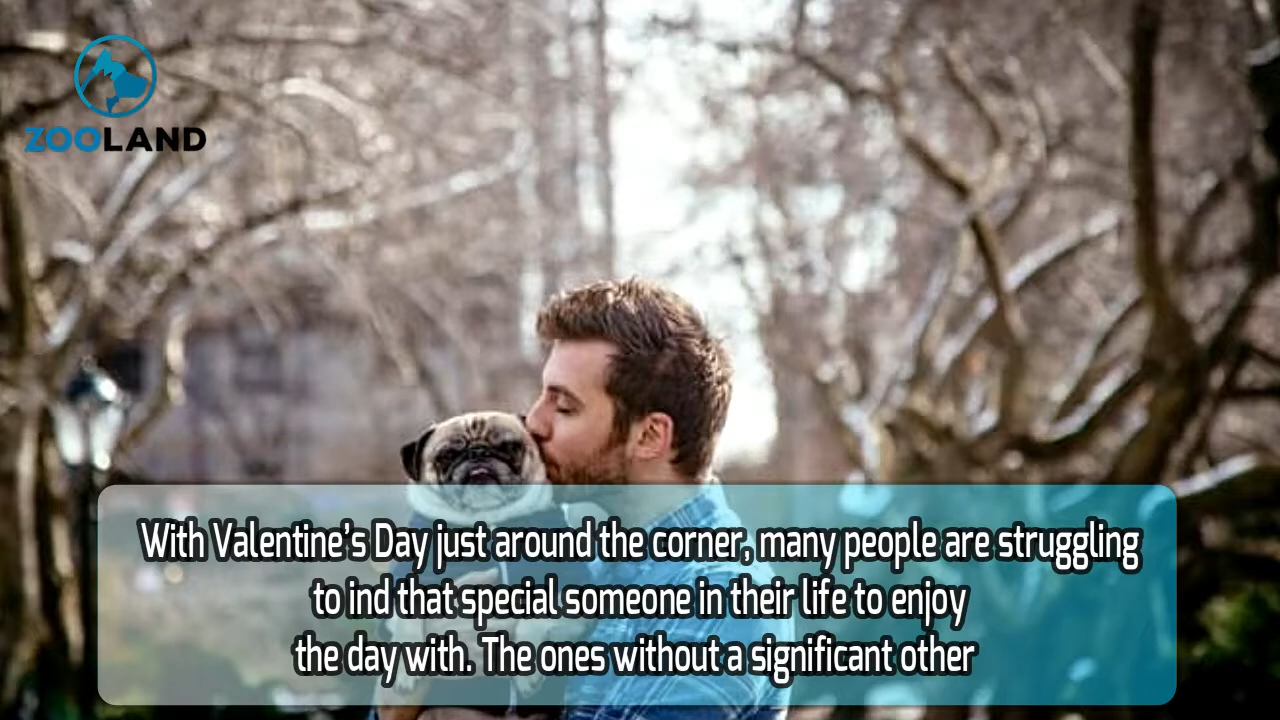 ZOOLAND
With Valentine’s Day just around the corner, many people are struggling
to ind that special someone in their life to enjoy
the day with. The ones without a significant other